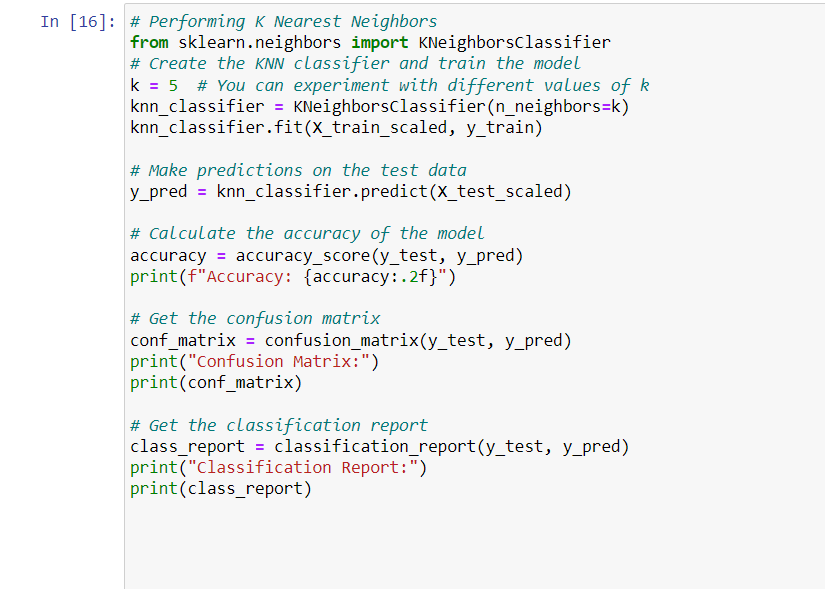 In [16]: # Performing K Nearest Neighbors
from sklearn.neighbors import KNeighborsClassifier
# Create the KNN classifier and train the model
k = 5  # You can experiment with different values of k
knn_classifier = KNeighborsClassifier(n_neighbors=k)
knn_classifier.fit(X_train_scaled, y_train)

# Make predictions on the test data
y_pred = knn_classifier.predict(X_test_scaled)

# Calculate the accuracy of the model
accuracy = accuracy_score(y_test, y_pred)
print(f"Accuracy: {accuracy:.2f}")

# Get the confusion matrix
conf_matrix = confusion_matrix(y_test, y_pred)
print("Confusion Matrix:")
print(conf_matrix)

# Get the classification report
class_report = classification_report(y_test, y_pred)
print("Classification Report:")
print(class_report)